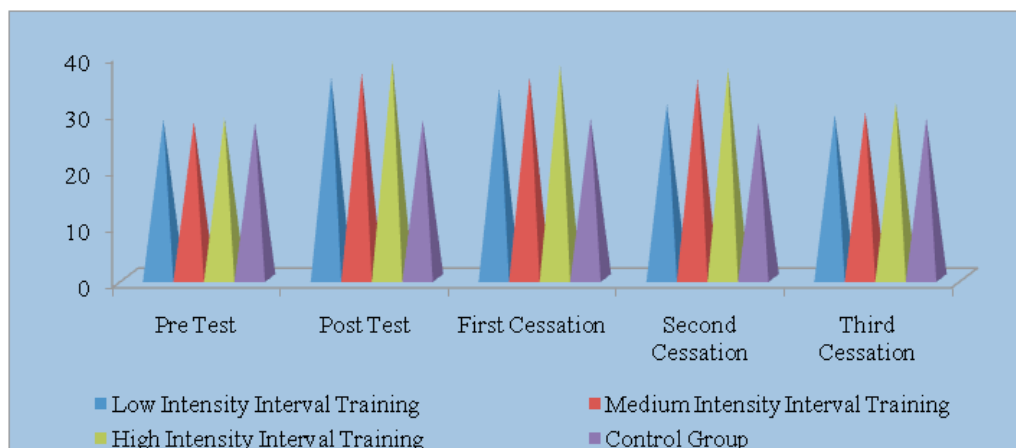 40
30
20
10
0
Pre Test
Post Test
First Cessation
Second
Cessation
Third
Cessation
Low Intensity Interval Training
Medium Intensity Interval Training
High Intensity Interval Training
Control Group